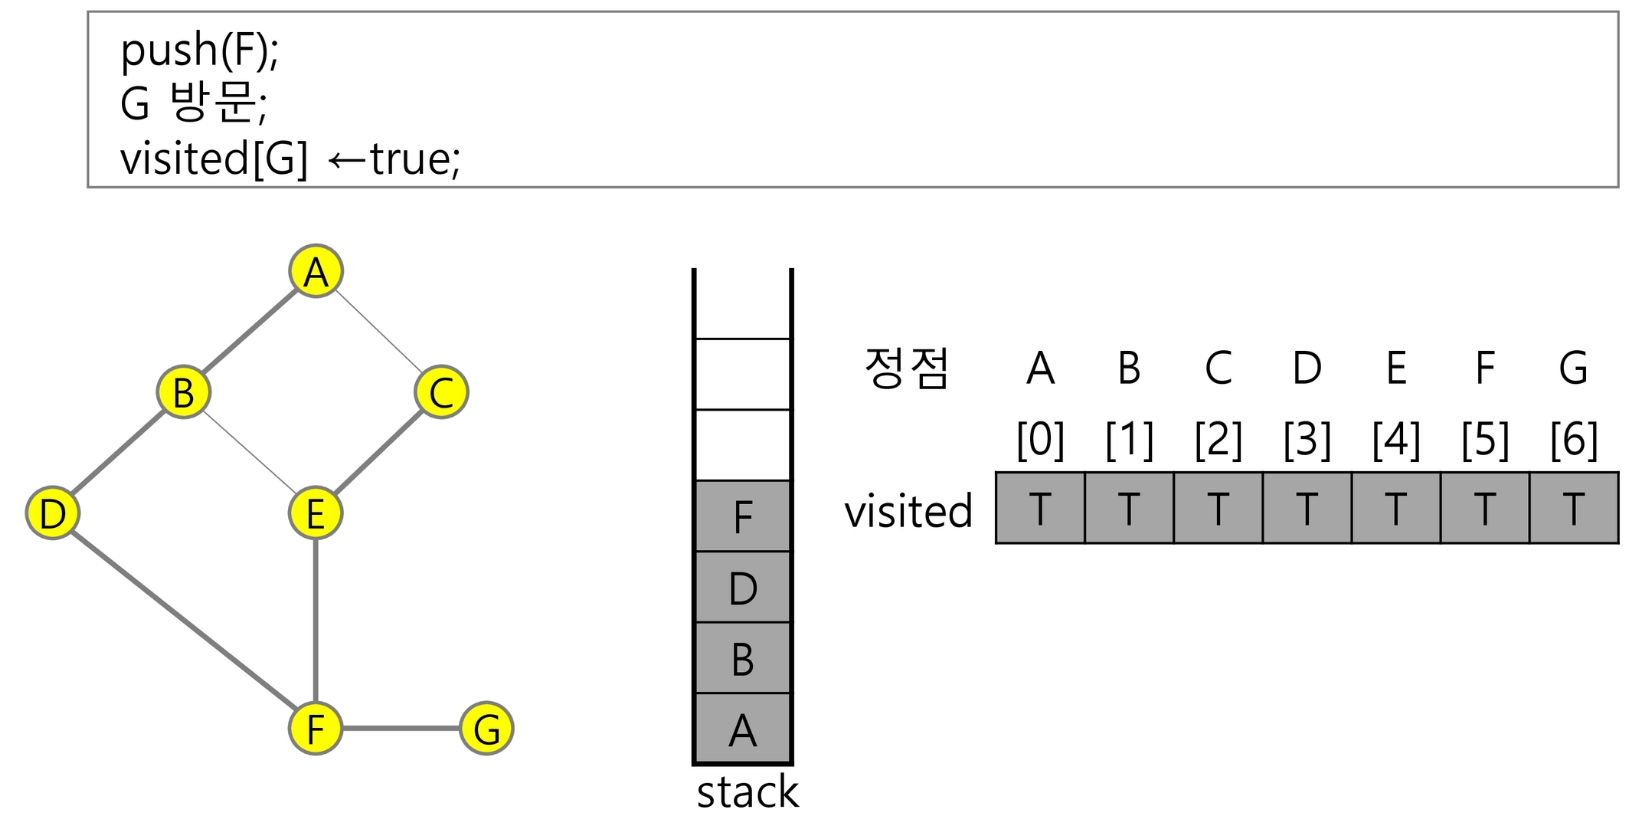 push(F);
G 방문;
visited[G] ←true;
A
B
C
D
E
F
G
F
D
B
A
stack
정점 A B C D E F G
[0] [1] [2] [3] [4] [5] [6]
visited T T T T T T T